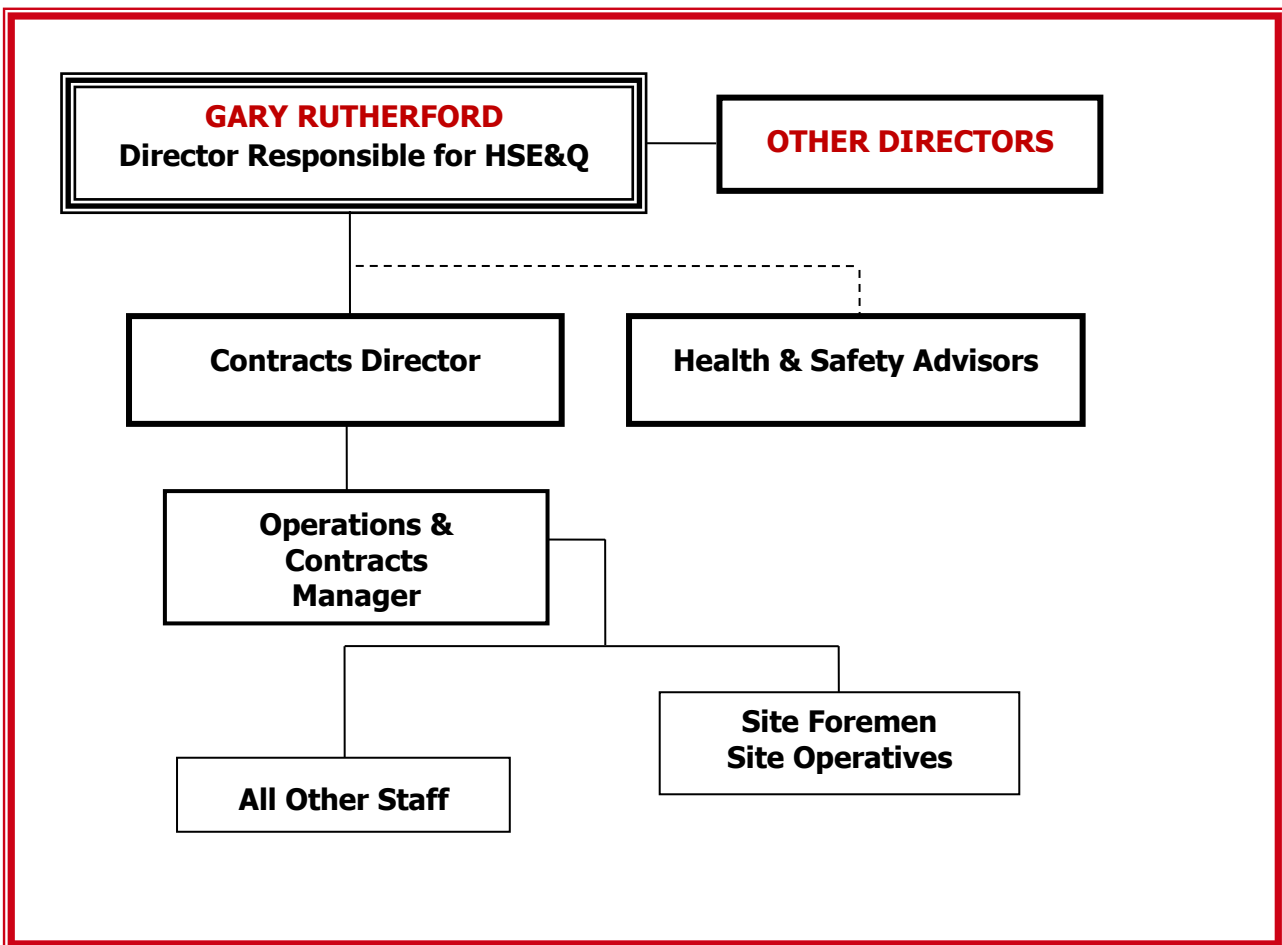 GARY RUTHERFORD
Director Responsible for HSE&Q
OTHER DIRECTORS
Contracts Director
Health & Safety Advisors
Operations &
Contracts
Manager
Site Foremen
Site Operatives
All Other Staff